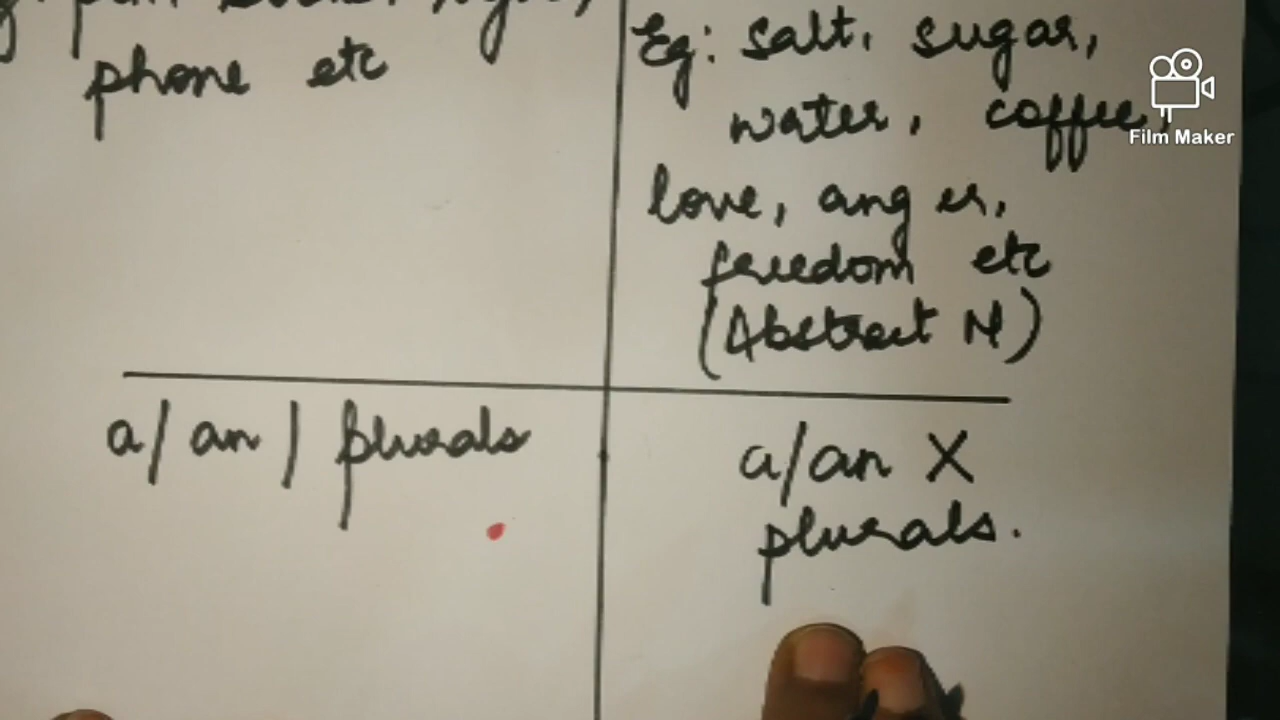 phone etc
a/ an / plurals
Eg: salt, sugar,
water, coffee,
love, anger,
freedom etc
(Abstract N)
a/an X
plurals.
Film Maker